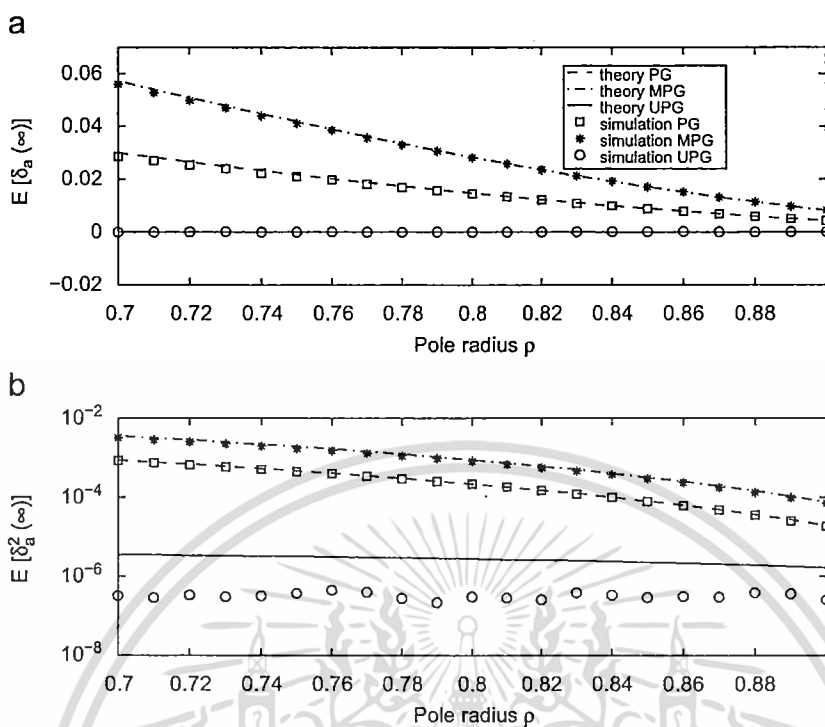 a
E [δₐ (∞)]
0.06
0.04
0.02
0
-0.02
theory PG
theory MPG
theory UPG
simulation PG
simulation MPG
simulation UPG
0.7 0.72 0.74 0.76 0.78 0.8 0.82 0.84 0.86 0.88
Pole radius ρ
b
E [δₐ² (∞)]
10⁻²
10⁻⁴
10⁻⁶
10⁻⁸
0.7 0.72 0.74 0.76 0.78 0.8 0.82 0.84 0.86 0.88
Pole radius ρ